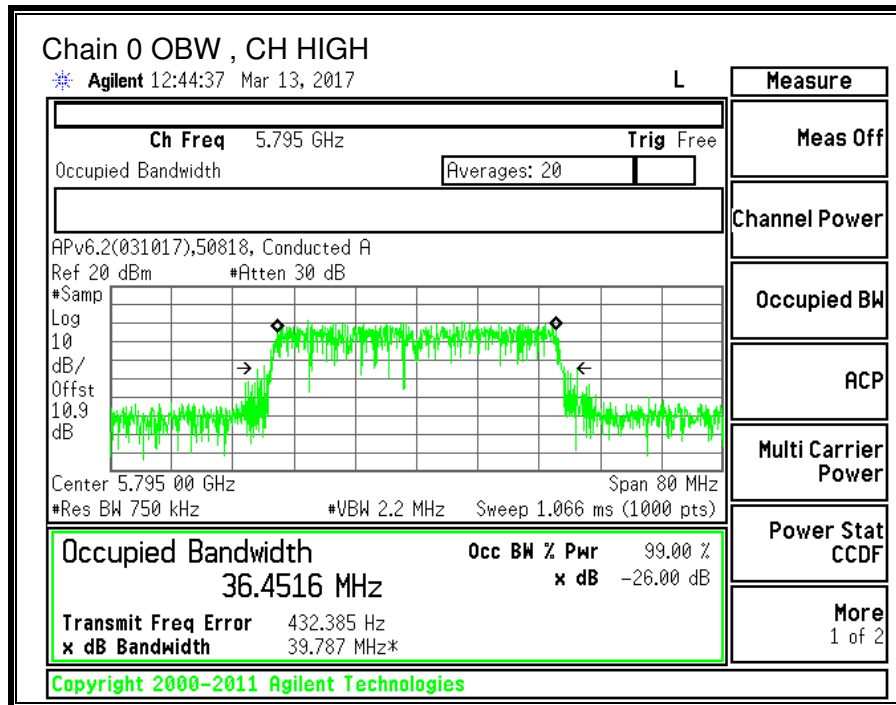 Chain 0 OBW , CH HIGH
Agilent 12:44:37 Mar 13, 2017 L
Measure
Ch Freq 5.795 GHz Trig Free
Occupied Bandwidth Averages: 20
APv6.2(031017),50818, Conducted A
Ref 20 dBm #Atten 30 dB
#Samp
Log
10
dB/
Offst
10.9
dB
Center 5.795 00 GHz Span 80 MHz
#Res BW 750 kHz #VBW 2.2 MHz Sweep 1.066 ms (1000 pts)
Occupied Bandwidth Occ BW % Pwr 99.00 %
36.4516 MHz x dB -26.00 dB
Transmit Freq Error 432.385 Hz
x dB Bandwidth 39.787 MHz*
Meas Off
Channel Power
Occupied BW
ACP
Multi Carrier
Power
Power Stat
CCDF
More
1 of 2
Copyright 2000-2011 Agilent Technologies